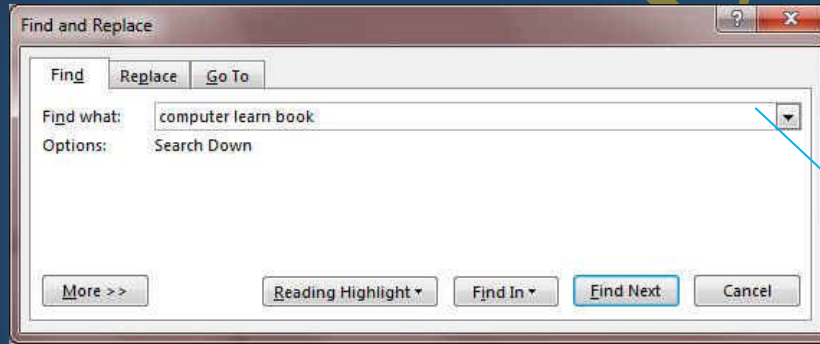 Find and Replace
Find Replace Go To
Find what: computer learn book
Options: Search Down
More >> Reading Highlight Find In Find Next Cancel